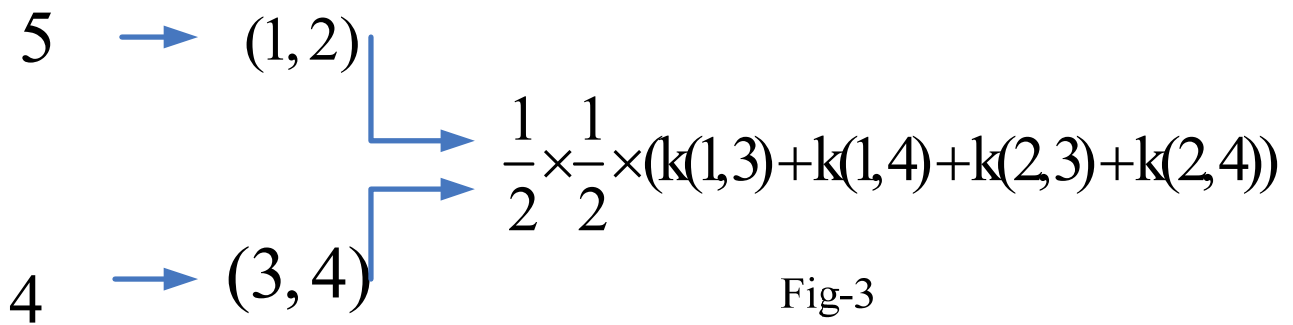 5 → (1, 2)
1/2 × 1/2 × (k(1,3)+k(1,4)+k(2,3)+k(2,4))
4 → (3, 4)
Fig-3